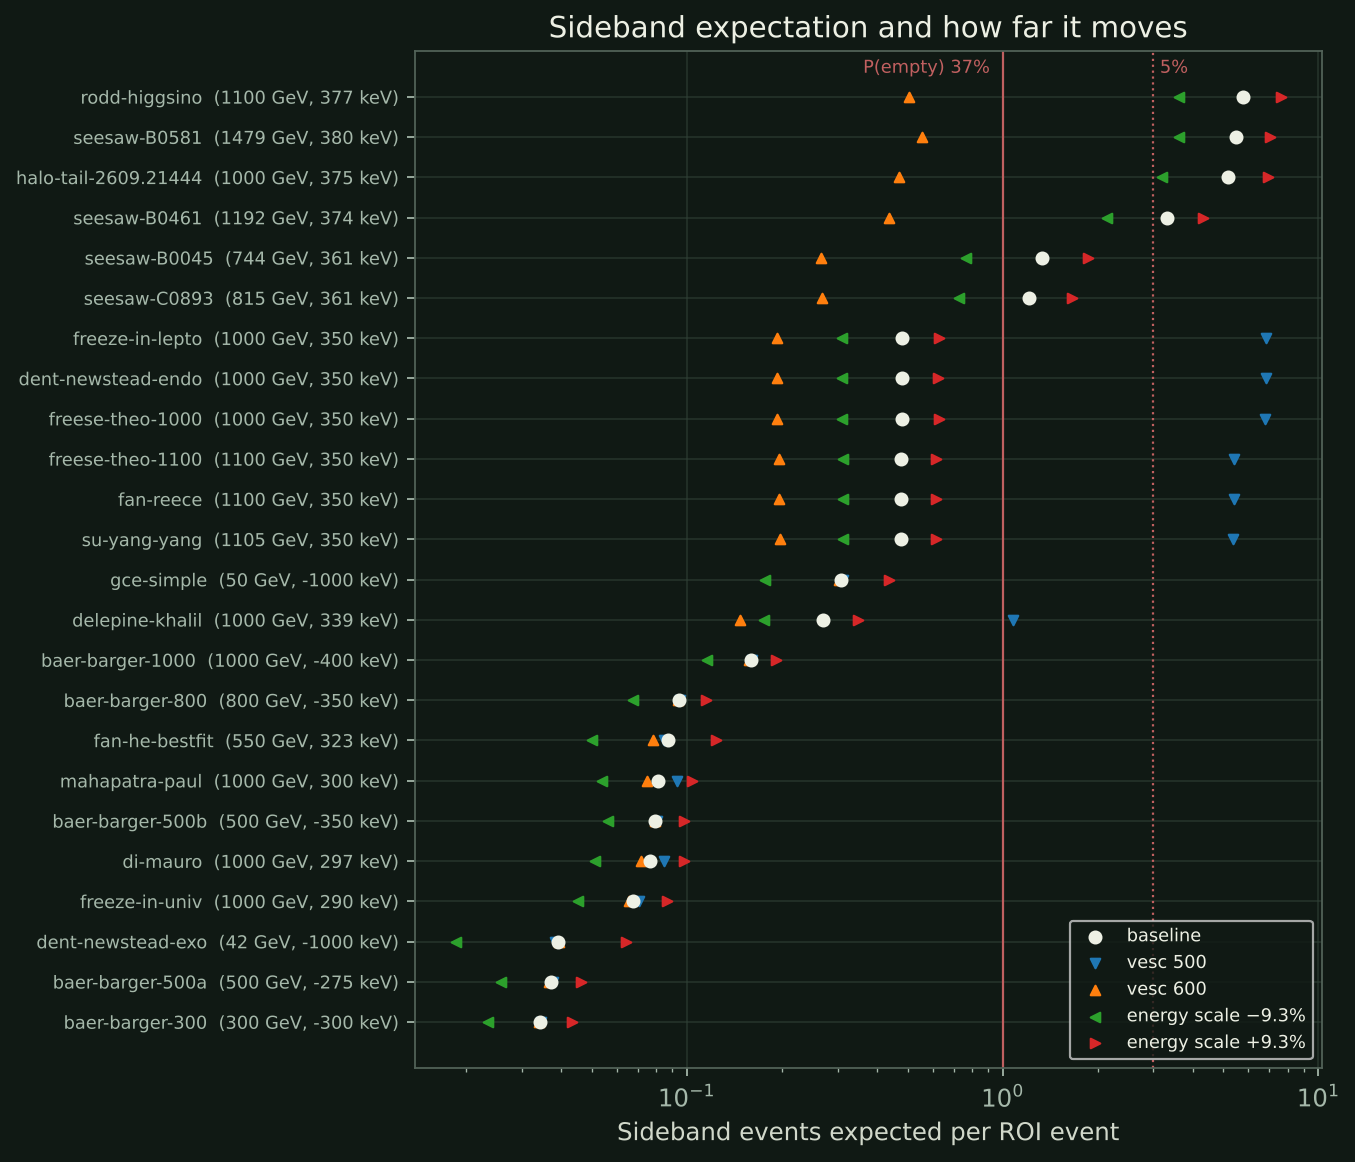 Sideband expectation and how far it moves
P(empty) 37%
5%
rodd-higgsino (1100 GeV, 377 keV)
seesaw-B0581 (1479 GeV, 380 keV)
halo-tail-2609.21444 (1000 GeV, 375 keV)
seesaw-B0461 (1192 GeV, 374 keV)
seesaw-B0045 (744 GeV, 361 keV)
seesaw-C0893 (815 GeV, 361 keV)
freeze-in-lepto (1000 GeV, 350 keV)
dent-newstead-endo (1000 GeV, 350 keV)
freese-theo-1000 (1000 GeV, 350 keV)
freese-theo-1100 (1100 GeV, 350 keV)
fan-reece (1100 GeV, 350 keV)
su-yang-yang (1105 GeV, 350 keV)
gce-simple (50 GeV, -1000 keV)
delepine-khalil (1000 GeV, 339 keV)
baer-barger-1000 (1000 GeV, -400 keV)
baer-barger-800 (800 GeV, -350 keV)
fan-he-bestfit (550 GeV, 323 keV)
mahapatra-paul (1000 GeV, 300 keV)
baer-barger-500b (500 GeV, -350 keV)
di-mauro (1000 GeV, 297 keV)
freeze-in-univ (1000 GeV, 290 keV)
dent-newstead-exo (42 GeV, -1000 keV)
baer-barger-500a (500 GeV, -275 keV)
baer-barger-300 (300 GeV, -300 keV)
baseline
vesc 500
vesc 600
energy scale −9.3%
energy scale +9.3%
10⁻¹ 10⁰ 10¹
Sideband events expected per ROI event